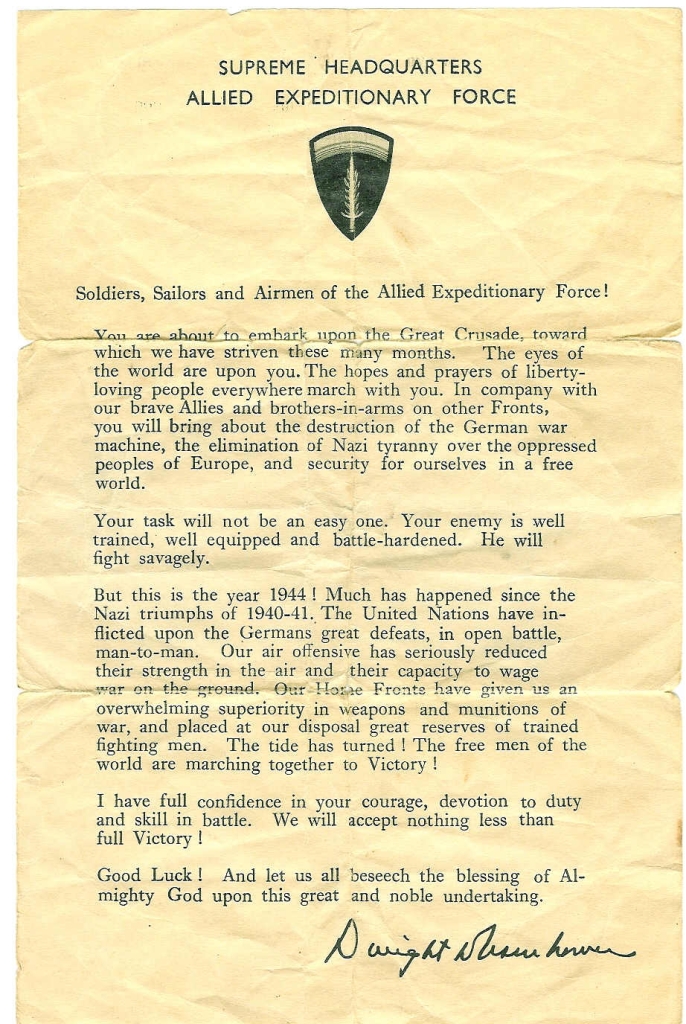 SUPREME HEADQUARTERS
ALLIED EXPEDITIONARY FORCE
Soldiers, Sailors and Airmen of the Allied Expeditionary Force!
You are about to embark upon the Great Crusade, toward
which we have striven these many months. The eyes of
the world are upon you. The hopes and prayers of liberty-
loving people everywhere march with you. In company with
our brave Allies and brothers-in-arms on other Fronts,
you will bring about the destruction of the German war
machine, the elimination of Nazi tyranny over the oppressed
peoples of Europe, and security for ourselves in a free
world.
Your task will not be an easy one. Your enemy is well
trained, well equipped and battle-hardened. He will
fight savagely.
But this is the year 1944! Much has happened since the
Nazi triumphs of 1940-41. The United Nations have in-
flicted upon the Germans great defeats, in open battle,
man-to-man. Our air offensive has seriously reduced
their strength in the air and their capacity to wage
war on the ground. Our Home Fronts have given us an
overwhelming superiority in weapons and munitions of
war, and placed at our disposal great reserves of trained
fighting men. The tide has turned! The free men of the
world are marching together to Victory!
I have full confidence in your courage, devotion to duty
and skill in battle. We will accept nothing less than
full Victory!
Good Luck! And let us all beseech the blessing of Al-
mighty God upon this great and noble undertaking.
Dwight D Eisenhower